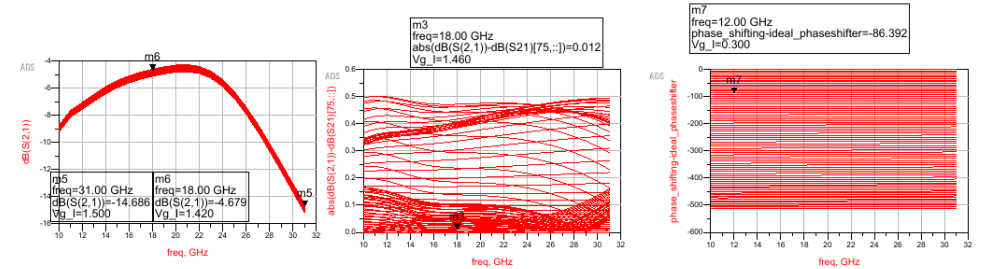 m6
ADS
-4
-6
-8
-10
-12
-14
-16
dB(S(2,1))
m5
freq=31.00 GHz
dB(S(2,1))=-14.686
Vg_I=1.500
m6
freq=18.00 GHz
dB(S(2,1))=-4.679
Vg_I=1.420
m5
10 12 14 16 18 20 22 24 26 28 30 32
freq, GHz
m3
freq=18.00 GHz
abs(dB(S(2,1))-dB(S21)[75,::])=0.012
Vg_I=1.460
ADS
0.6
0.5
0.4
0.3
0.2
0.1
0.0
abs(dB(S(2,1))-dB(S21)[75,::])
m3
10 12 14 16 18 20 22 24 26 28 30 32
freq, GHz
m7
freq=12.00 GHz
phase_shifting-ideal_phaseshifter=-86.392
Vg_I=0.300
ADS
0
-100
-200
-300
-400
-500
-600
phase_shifting-ideal_phaseshifter
m7
10 12 14 16 18 20 22 24 26 28 30 32
freq, GHz